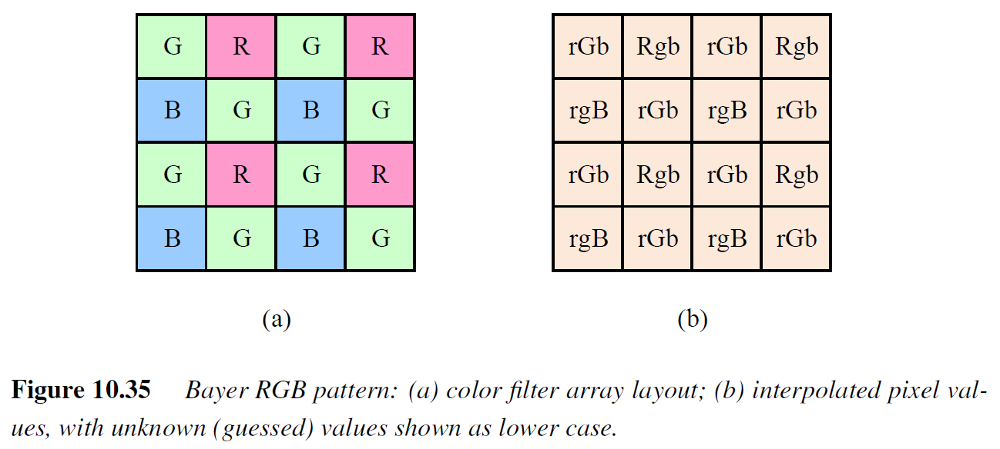 G R G R rGb Rgb rGb Rgb
B G B G rgB rGb rgB rGb
G R G R rGb Rgb rGb Rgb
B G B G rgB rGb rgB rGb
(a) (b)
Figure 10.35 Bayer RGB pattern: (a) color filter array layout; (b) interpolated pixel val-
ues, with unknown (guessed) values shown as lower case.